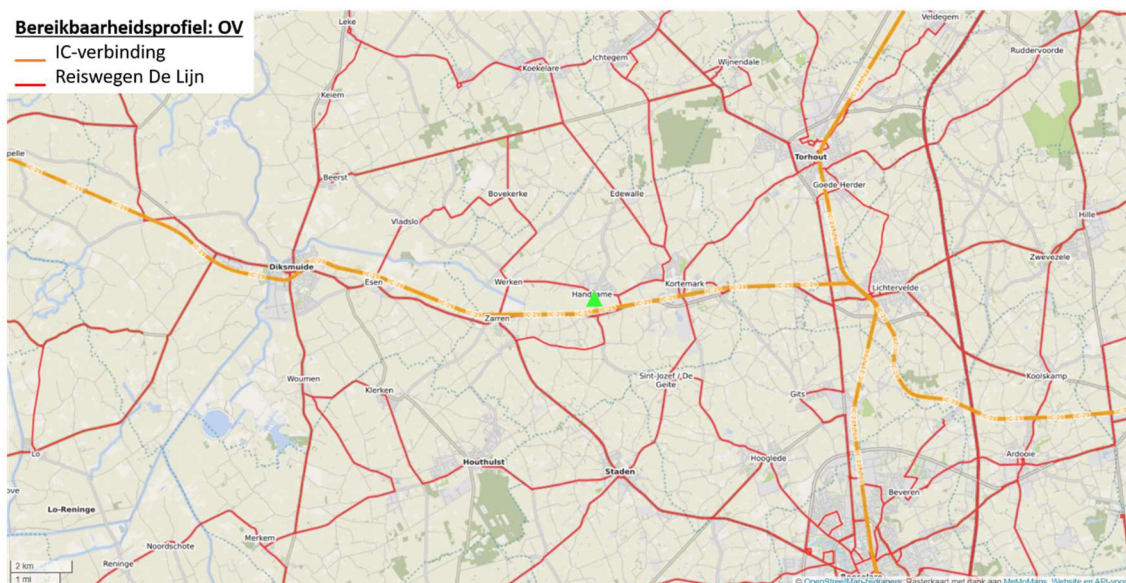 Bereikbaarheidsprofiel: OV
IC-verbinding
Reiswegen De Lijn
Leke
Veldegem
Ichtegem
Wijnendale
Ruddervoorde
Koekelare
Keiem
Torhout
pelle
Beerst
Goede Herder
Bovekerke
Edewalle
Vladslo
Hille
Zwevezele
Diksmuide
Esen
Werken
Kortemark
Lichtervelde
Zarren
Woumen
Klerken
Sint-Jozef / De
Geite
Koolskamp
Gits
Lo
Houthulst
Staden
Hooglede
Ardooie
Beveren
Lo-Reninge
Noordschote
Merkem
Reninge
2 km
1 mi